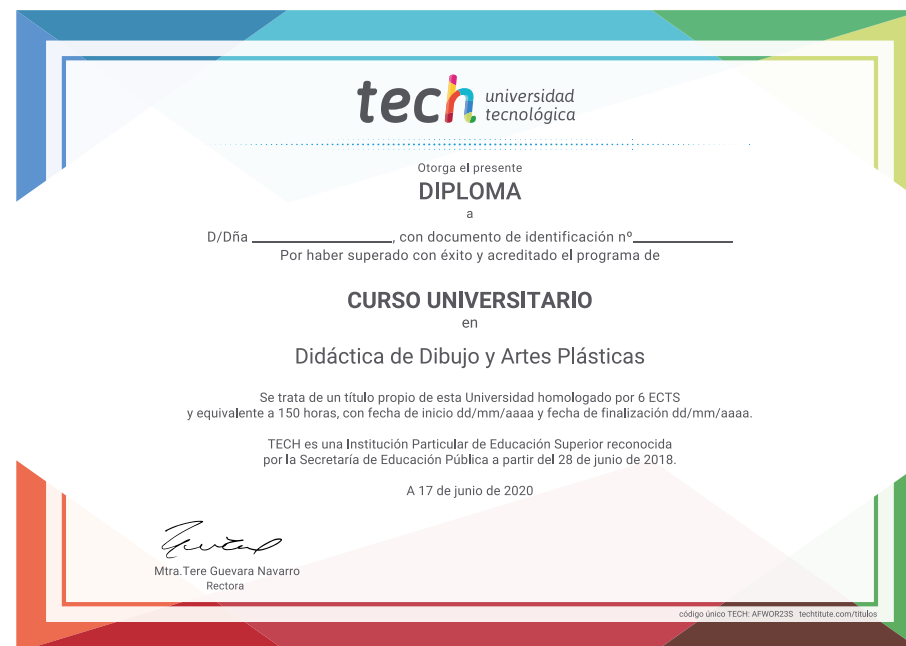 tech universidad
tecnológica
Otorga el presente
DIPLOMA
a
D/Dña ____________________, con documento de identificación nº______________
Por haber superado con éxito y acreditado el programa de
CURSO UNIVERSITARIO
en
Didáctica de Dibujo y Artes Plásticas
Se trata de un título propio de esta Universidad homologado por 6 ECTS
y equivalente a 150 horas, con fecha de inicio dd/mm/aaaa y fecha de finalización dd/mm/aaaa.
TECH es una Institución Particular de Educación Superior reconocida
por la Secretaría de Educación Pública a partir del 28 de junio de 2018.
A 17 de junio de 2020
Mtra.Tere Guevara Navarro
Rectora
código único TECH: AFWOR23S techtitute.com/titulos